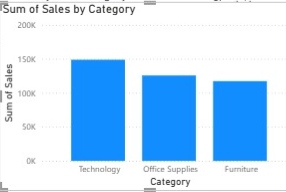 Sum of Sales by Category
200K
150K
100K
50K
0K
Sum of Sales
Technology
Office Supplies
Furniture
Category